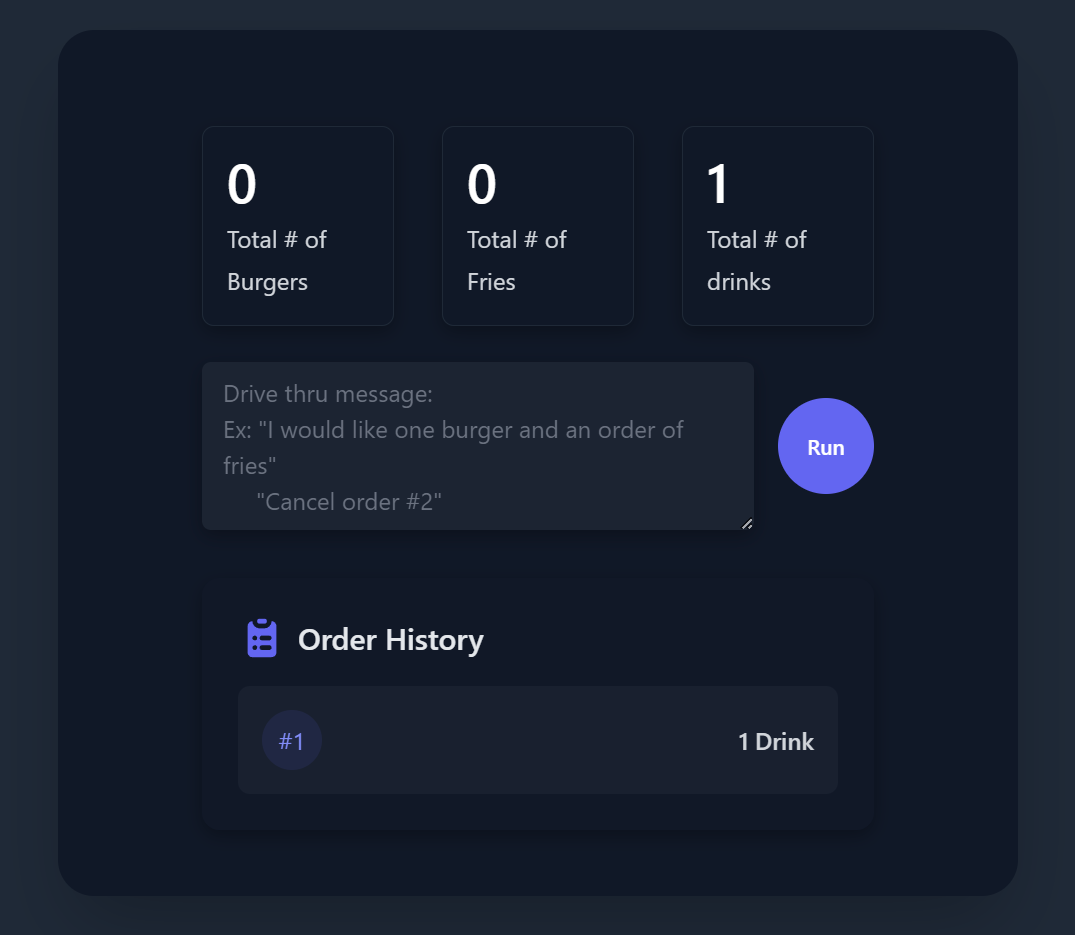 0
Total # of
Burgers
0
Total # of
Fries
1
Total # of
drinks
Drive thru message:
Ex: "I would like one burger and an order of
fries"
"Cancel order #2"
Run
Order History
#1
1 Drink